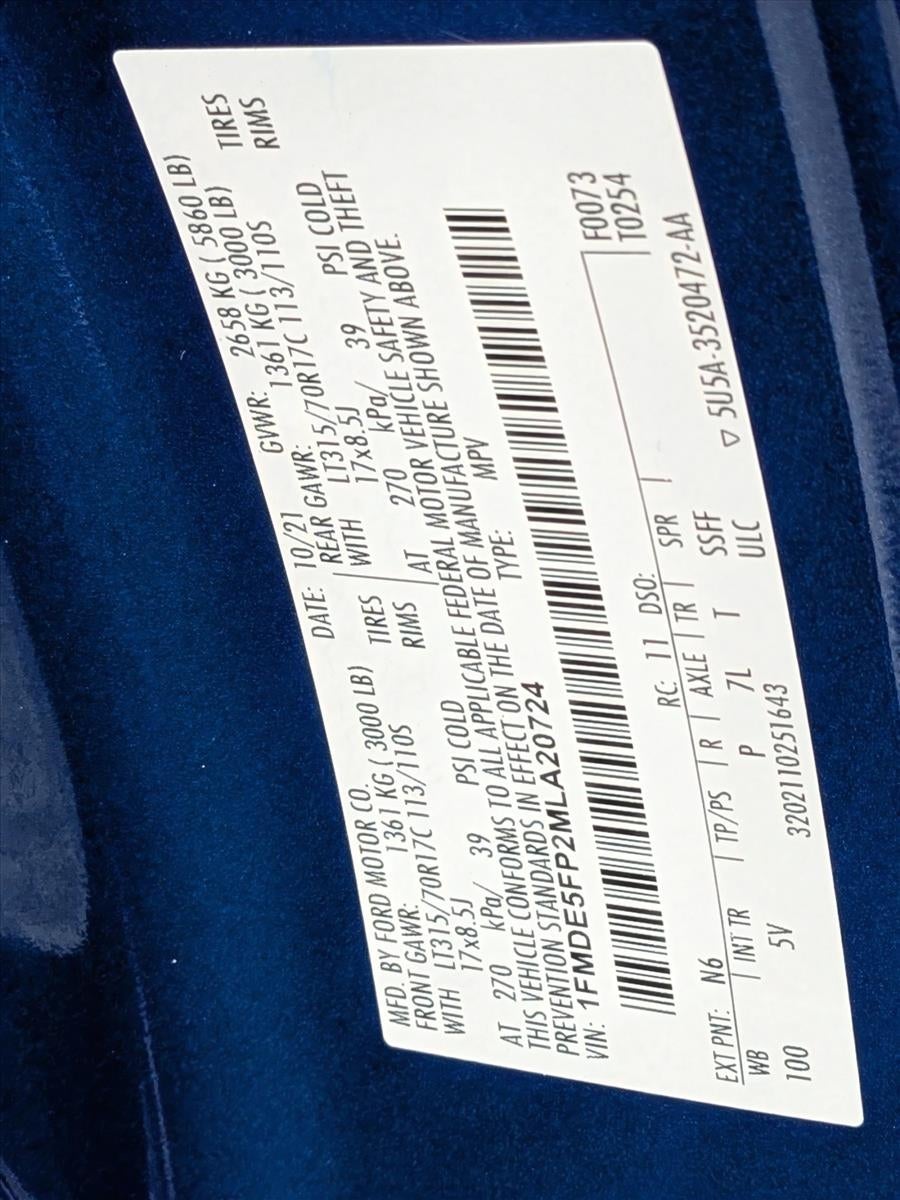 MFD. BY FORD MOTOR CO. DATE: 10/21 GVWR: 2658 KG ( 5860 LB)
FRONT GAWR: 1361 KG ( 3000 LB) REAR GAWR: 1361 KG ( 3000 LB)
WITH LT315/70R17C 113/110S TIRES WITH LT315/70R17C 113/110S TIRES
17x8.5J RIMS 17x8.5J RIMS
AT 270 kPa/ 39 PSI COLD AT 270 kPa/ 39 PSI COLD
THIS VEHICLE CONFORMS TO ALL APPLICABLE FEDERAL MOTOR VEHICLE SAFETY AND THEFT
PREVENTION STANDARDS IN EFFECT ON THE DATE OF MANUFACTURE SHOWN ABOVE.
VIN: 1FMDE5FP2MLA20724 TYPE: MPV
F0073
T0254
EXT PNT: N6 RC: 11 DSO:
WB INT TR TP/PS R AXLE TR SPR
100 5V P 7L T SSFF
ULC
3202110251643
5U5A-3520472-AA